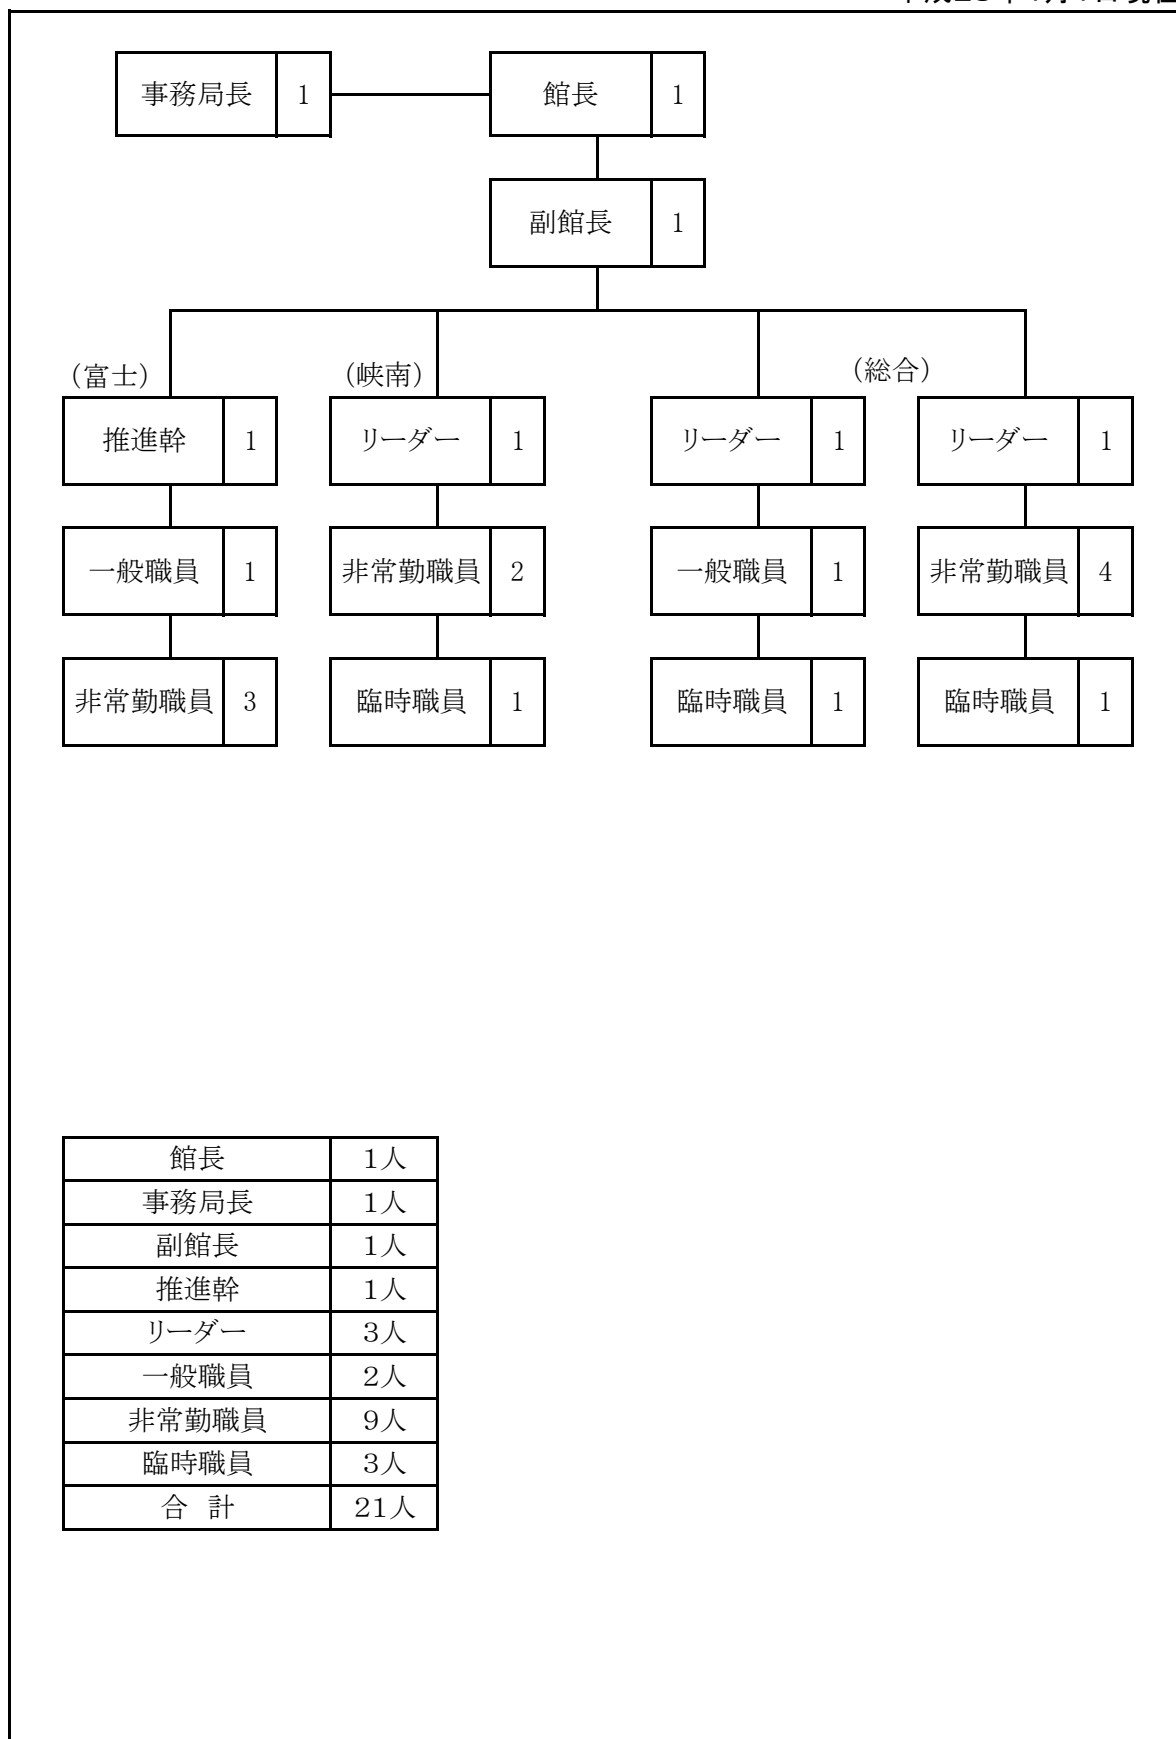 事務局長 1 館長 1
副館長 1
（富士） （峡南） （総合）
推進幹 1 リーダー 1 リーダー 1 リーダー 1
一般職員 1 非常勤職員 2 一般職員 1 非常勤職員 4
非常勤職員 3 臨時職員 1 臨時職員 1 臨時職員 1
館長 1人
事務局長 1人
副館長 1人
推進幹 1人
リーダー 3人
一般職員 2人
非常勤職員 9人
臨時職員 3人
合 計 21人